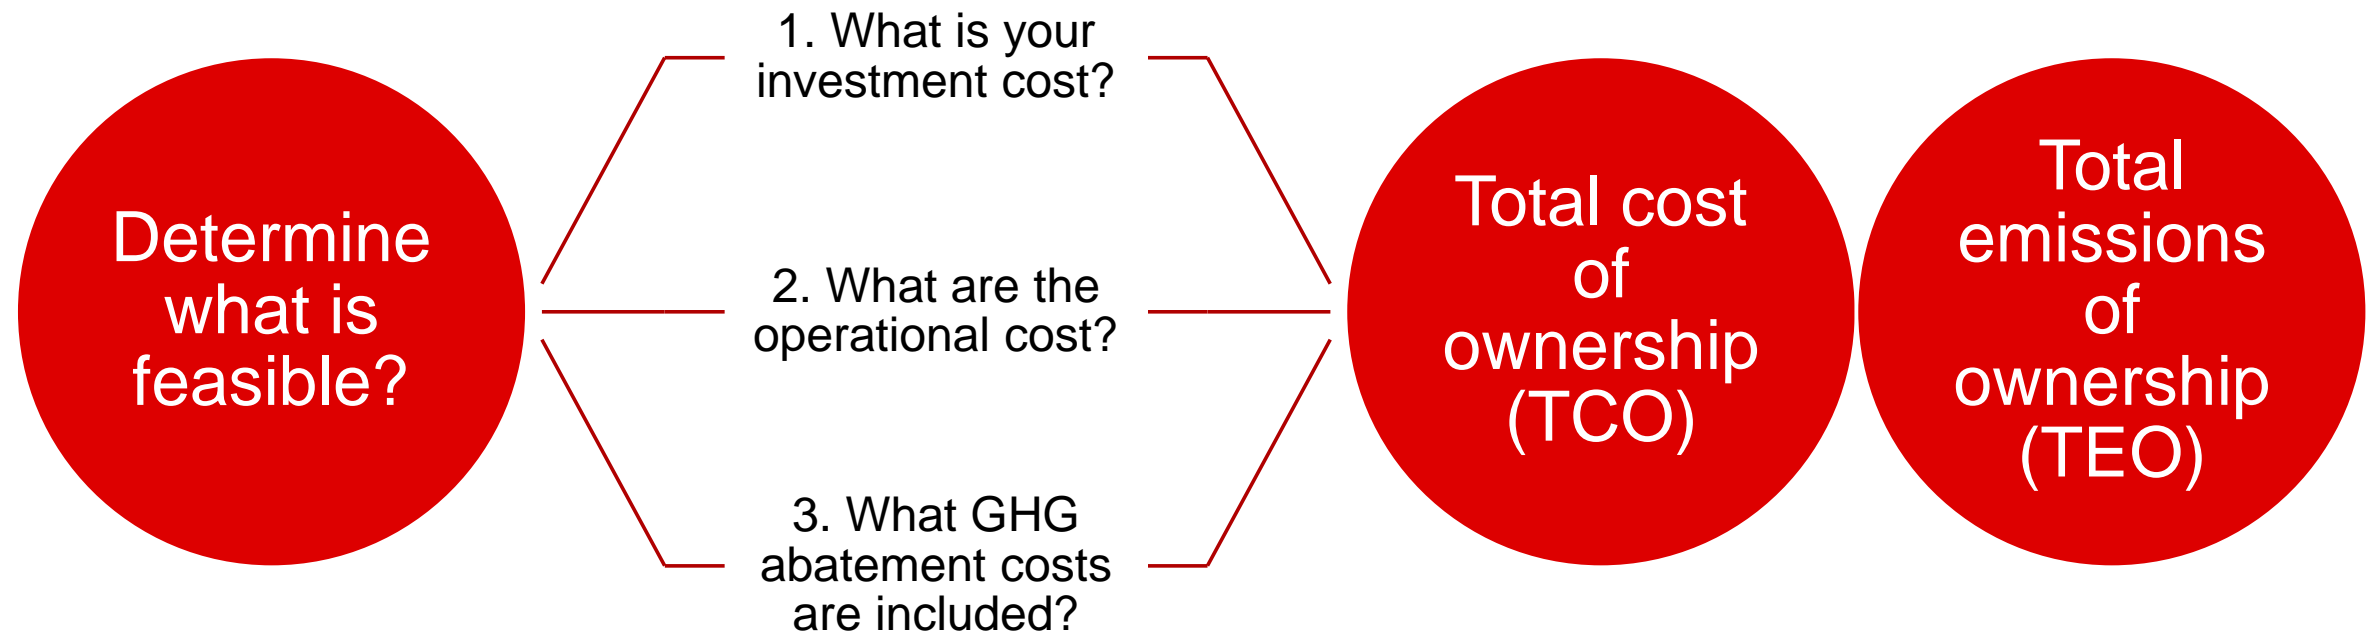 Determine
what is
feasible?
1. What is your
investment cost?
2. What are the
operational cost?
3. What GHG
abatement costs
are included?
Total cost
of
ownership
(TCO)
Total
emissions
of
ownership
(TEO)